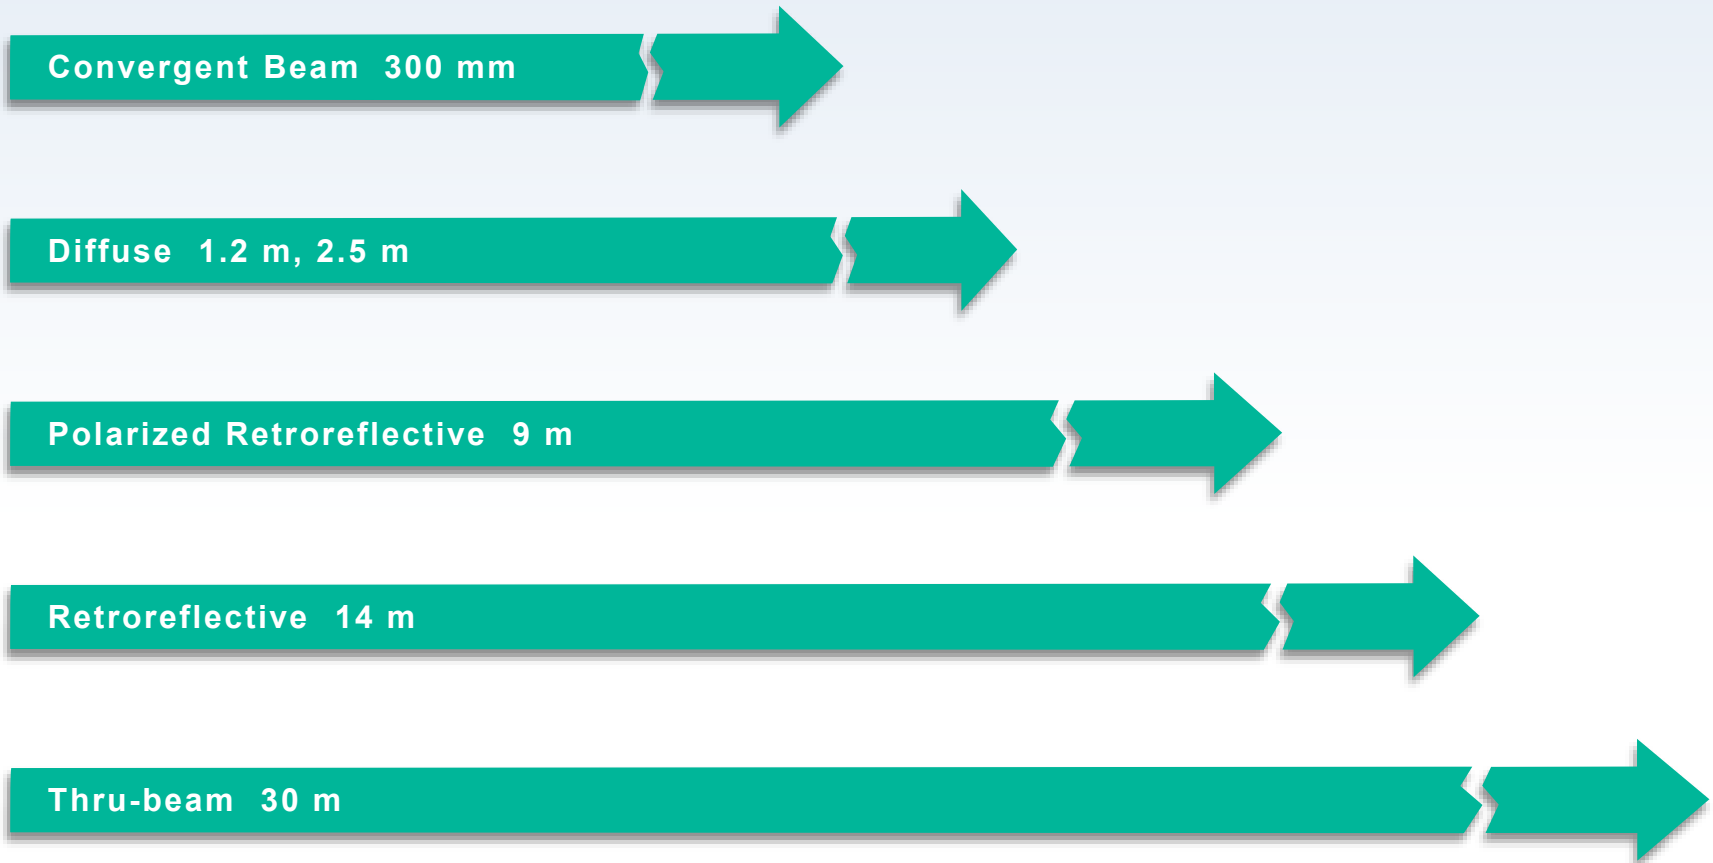 Convergent Beam 300 mm
Diffuse 1.2 m, 2.5 m
Polarized Retroreflective 9 m
Retroreflective 14 m
Thru-beam 30 m